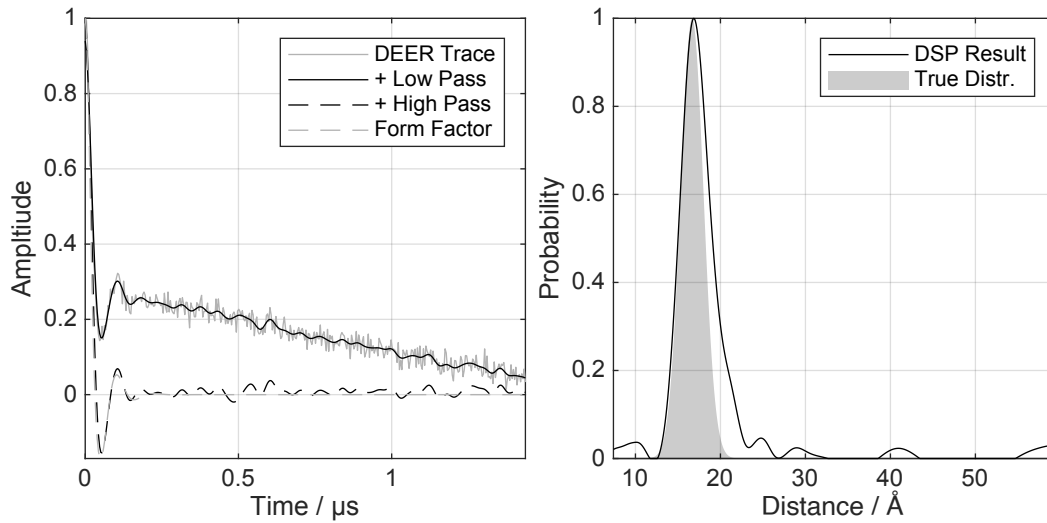 1
0.8
0.6
0.4
0.2
0
Ampltiude
DEER Trace
+ Low Pass
+ High Pass
Form Factor
0
0.5
1
Time / µs
1
0.8
0.6
0.4
0.2
0
Probability
DSP Result
True Distr.
10
20
30
40
50
Distance / Å